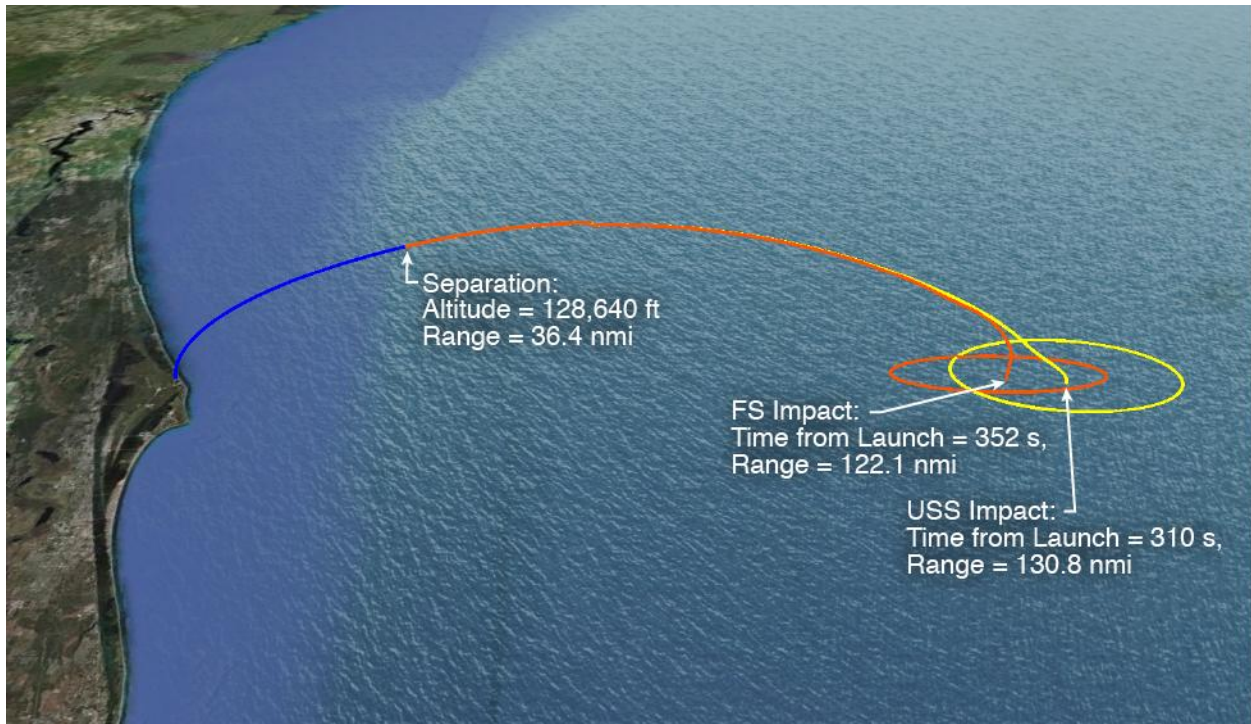 Separation:
Altitude = 128,640 ft
Range = 36.4 nmi
FS Impact:
Time from Launch = 352 s,
Range = 122.1 nmi
USS Impact:
Time from Launch = 310 s,
Range = 130.8 nmi